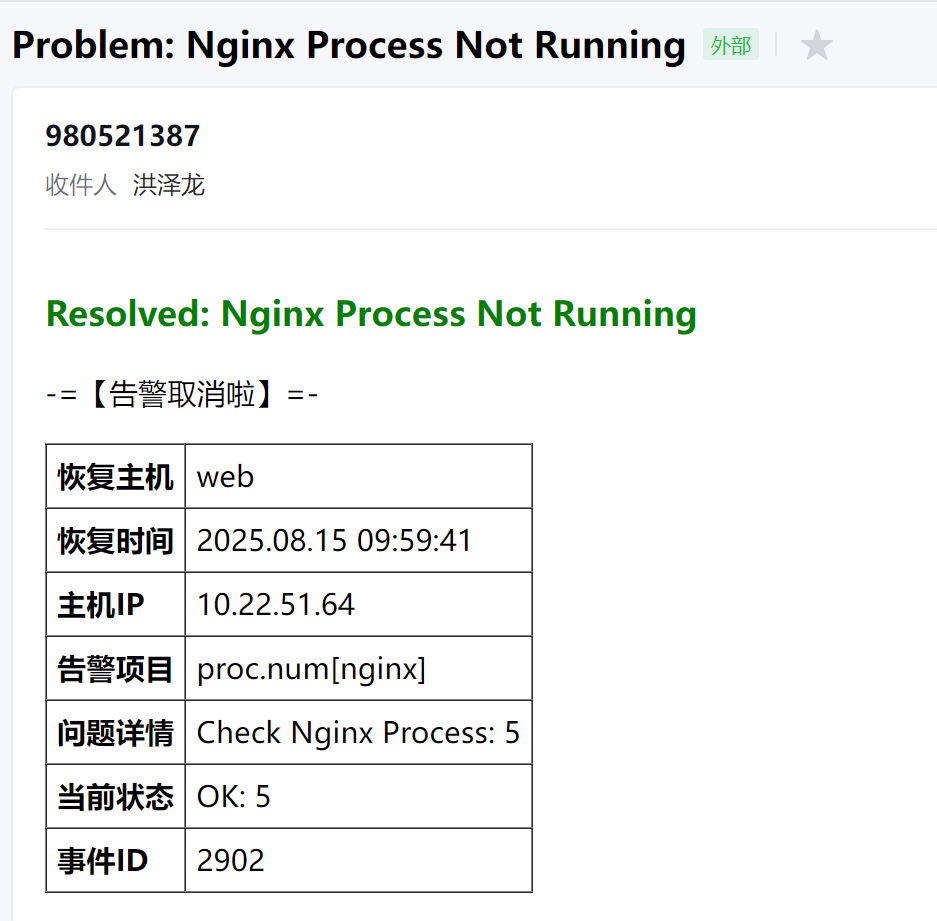 Problem: Nginx Process Not Running 外部
980521387
收件人 洪泽龙
Resolved: Nginx Process Not Running
-=【告警取消啦】=-
恢复主机 web
恢复时间 2025.08.15 09:59:41
主机IP 10.22.51.64
告警项目 proc.num[nginx]
问题详情 Check Nginx Process: 5
当前状态 OK: 5
事件ID 2902